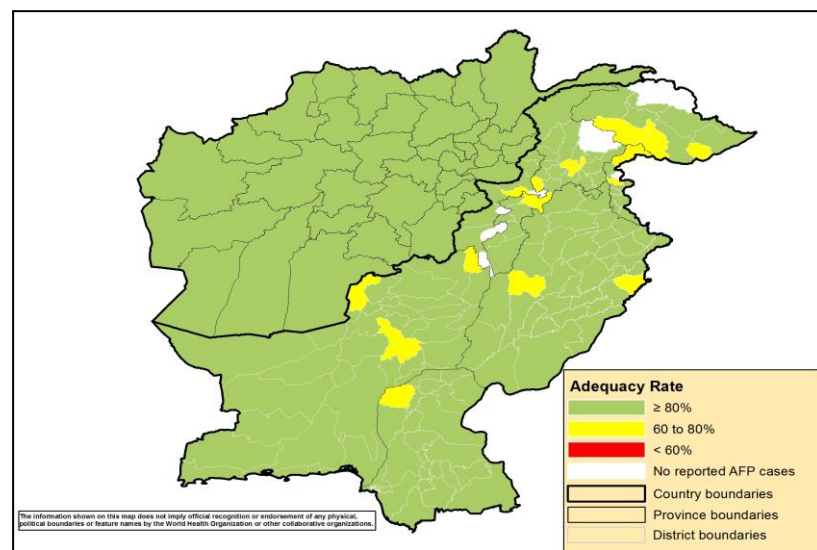 Adequacy Rate
≥ 80%
60 to 80%
< 60%
No reported AFP cases
Country boundaries
Province boundaries
District boundaries
The information shown on this map does not imply official recognition or endorsement of any physical,
political boundaries or feature names by the World Health Organization or other collaborative organizations.